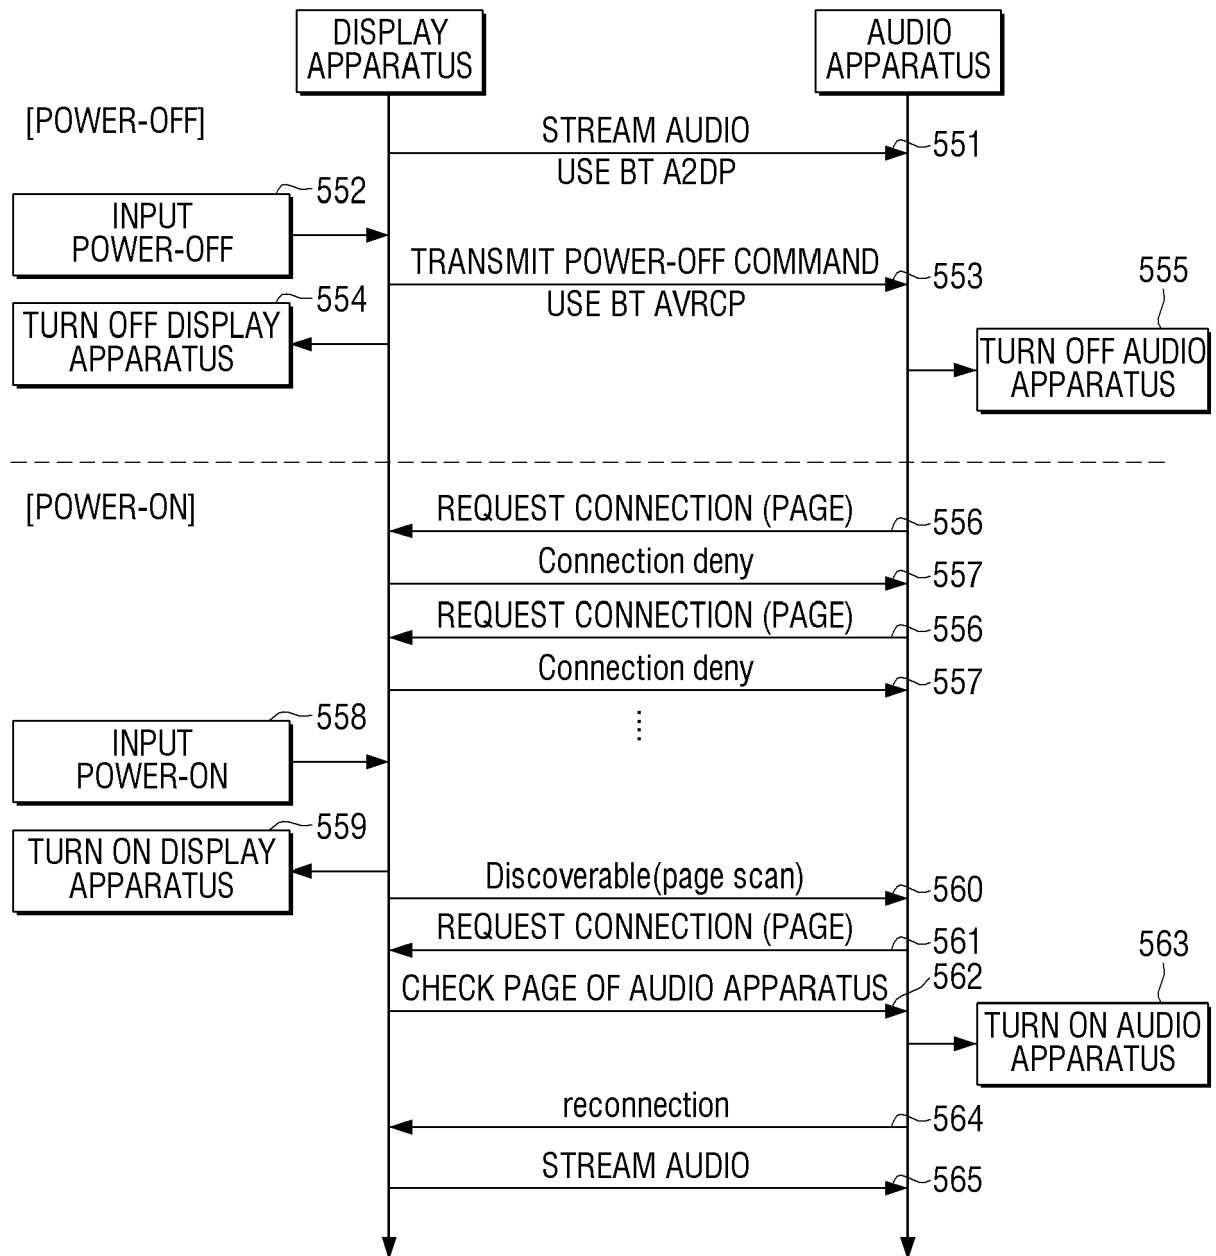 DISPLAY
APPARATUS
AUDIO
APPARATUS
[POWER-OFF]
STREAM AUDIO
551
USE BT A2DP
552
INPUT
POWER-OFF
TRANSMIT POWER-OFF COMMAND
553
USE BT AVRCP
554
TURN OFF DISPLAY
APPARATUS
555
TURN OFF AUDIO
APPARATUS
[POWER-ON]
REQUEST CONNECTION (PAGE)
556
Connection deny
557
REQUEST CONNECTION (PAGE)
556
Connection deny
557
558
INPUT
POWER-ON
559
TURN ON DISPLAY
APPARATUS
Discoverable(page scan)
560
REQUEST CONNECTION (PAGE)
561
CHECK PAGE OF AUDIO APPARATUS
562
563
TURN ON AUDIO
APPARATUS
reconnection
564
STREAM AUDIO
565